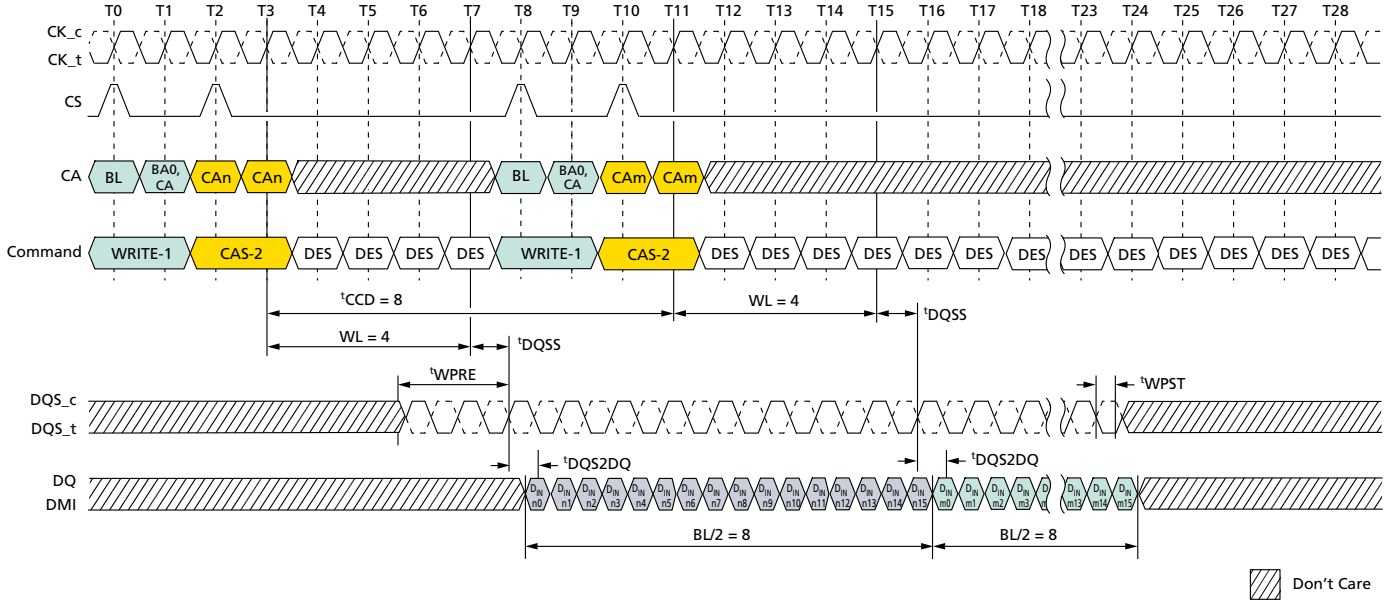 T0 T1 T2 T3 T4 T5 T6 T7 T8 T9 T10 T11 T12 T13 T14 T15 T16 T17 T18 T23 T24 T25 T26 T27 T28
CK_c
CK_t
CS
CA BL BA0, CA CAn CAn BL BA0, CA CAm CAm
Command WRITE-1 CAS-2 DES DES DES DES WRITE-1 CAS-2 DES DES DES DES DES DES DES DES DES DES DES DES DES
tCCD = 8 WL = 4 tDQSS
WL = 4 tDQSS
tWPRE tWPST
DQS_c
DQS_t
tDQS2DQ tDQS2DQ
DQ DIN DIN DIN DIN DIN DIN DIN DIN DIN DIN DIN DIN DIN DIN DIN DIN DIN DIN DIN DIN D DIN DIN DIN
DMI n0 n1 n2 n3 n4 n5 n6 n7 n8 n9 n10 n11 n12 n13 n14 n15 m0 m1 m2 m3 m13 m14 m15
BL/2 = 8 BL/2 = 8
Don't Care